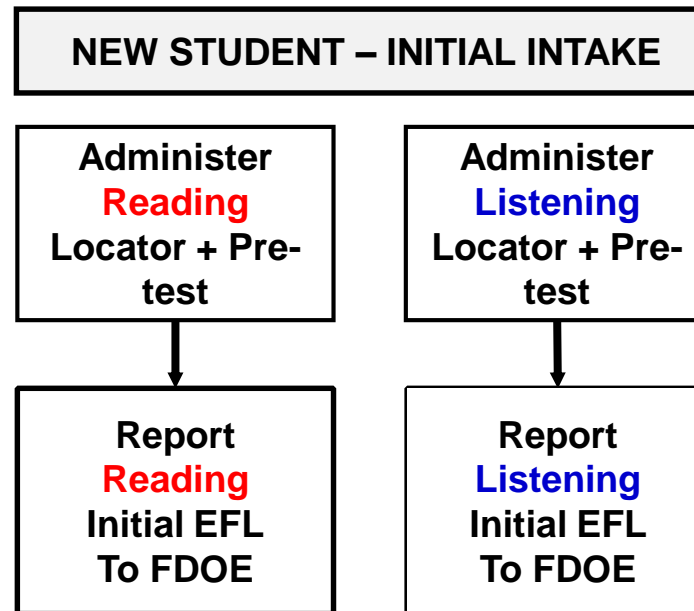 NEW STUDENT – INITIAL INTAKE
Administer
Reading
Locator + Pre-
test
Administer
Listening
Locator + Pre-
test
Report
Reading
Initial EFL
To FDOE
Report
Listening
Initial EFL
To FDOE